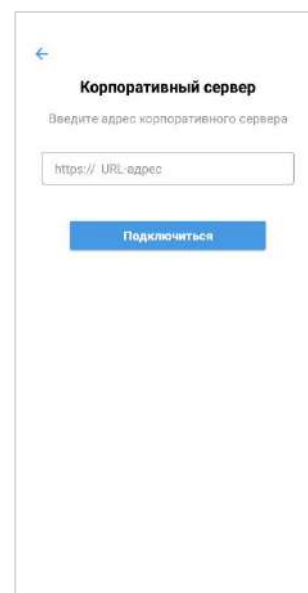 Корпоративный сервер
Введите адрес корпоративного сервера
https:// URL-адрес
Подключиться